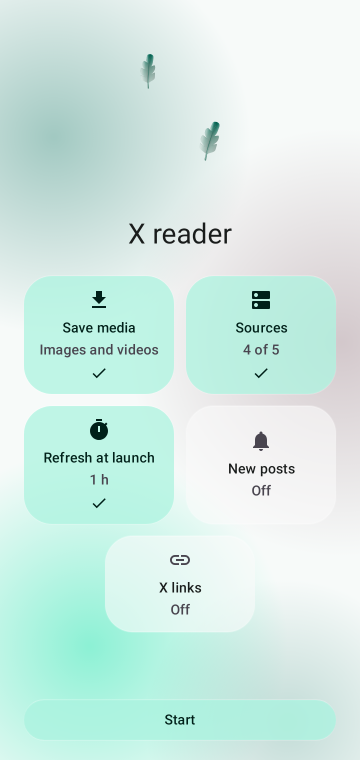 X reader
Save media
Images and videos
Sources
4 of 5
Refresh at launch
1 h
New posts
Off
X links
Off
Start